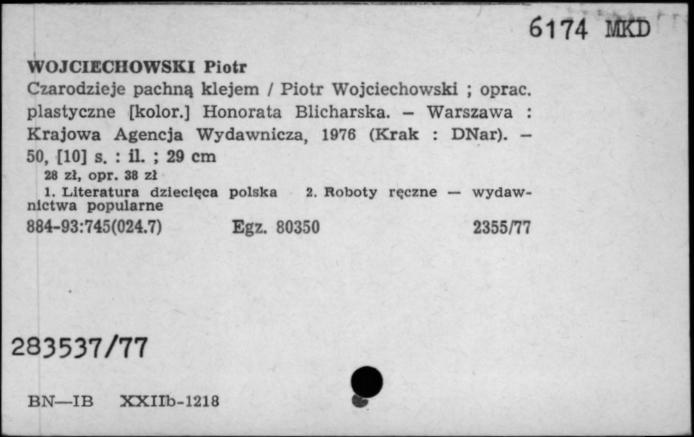 6174 MKD
WOJCIECHOWSKI Piotr
Czarodzieje pachną klejem / Piotr Wojciechowski ; oprac.
plastyczne [kolor.] Honorata Blicharska. — Warszawa :
Krajowa Agencja Wydawnicza, 1976 (Krak : DNar). —
50, [10] s. : il. ; 29 cm
28 zł, opr. 38 zł
1. Literatura dziecięca polska 2. Roboty ręczne — wydaw-
nictwa popularne
884-93:745(024.7) Egz. 80350 2355/77
283537/77
BN—IB XXIIb-1218